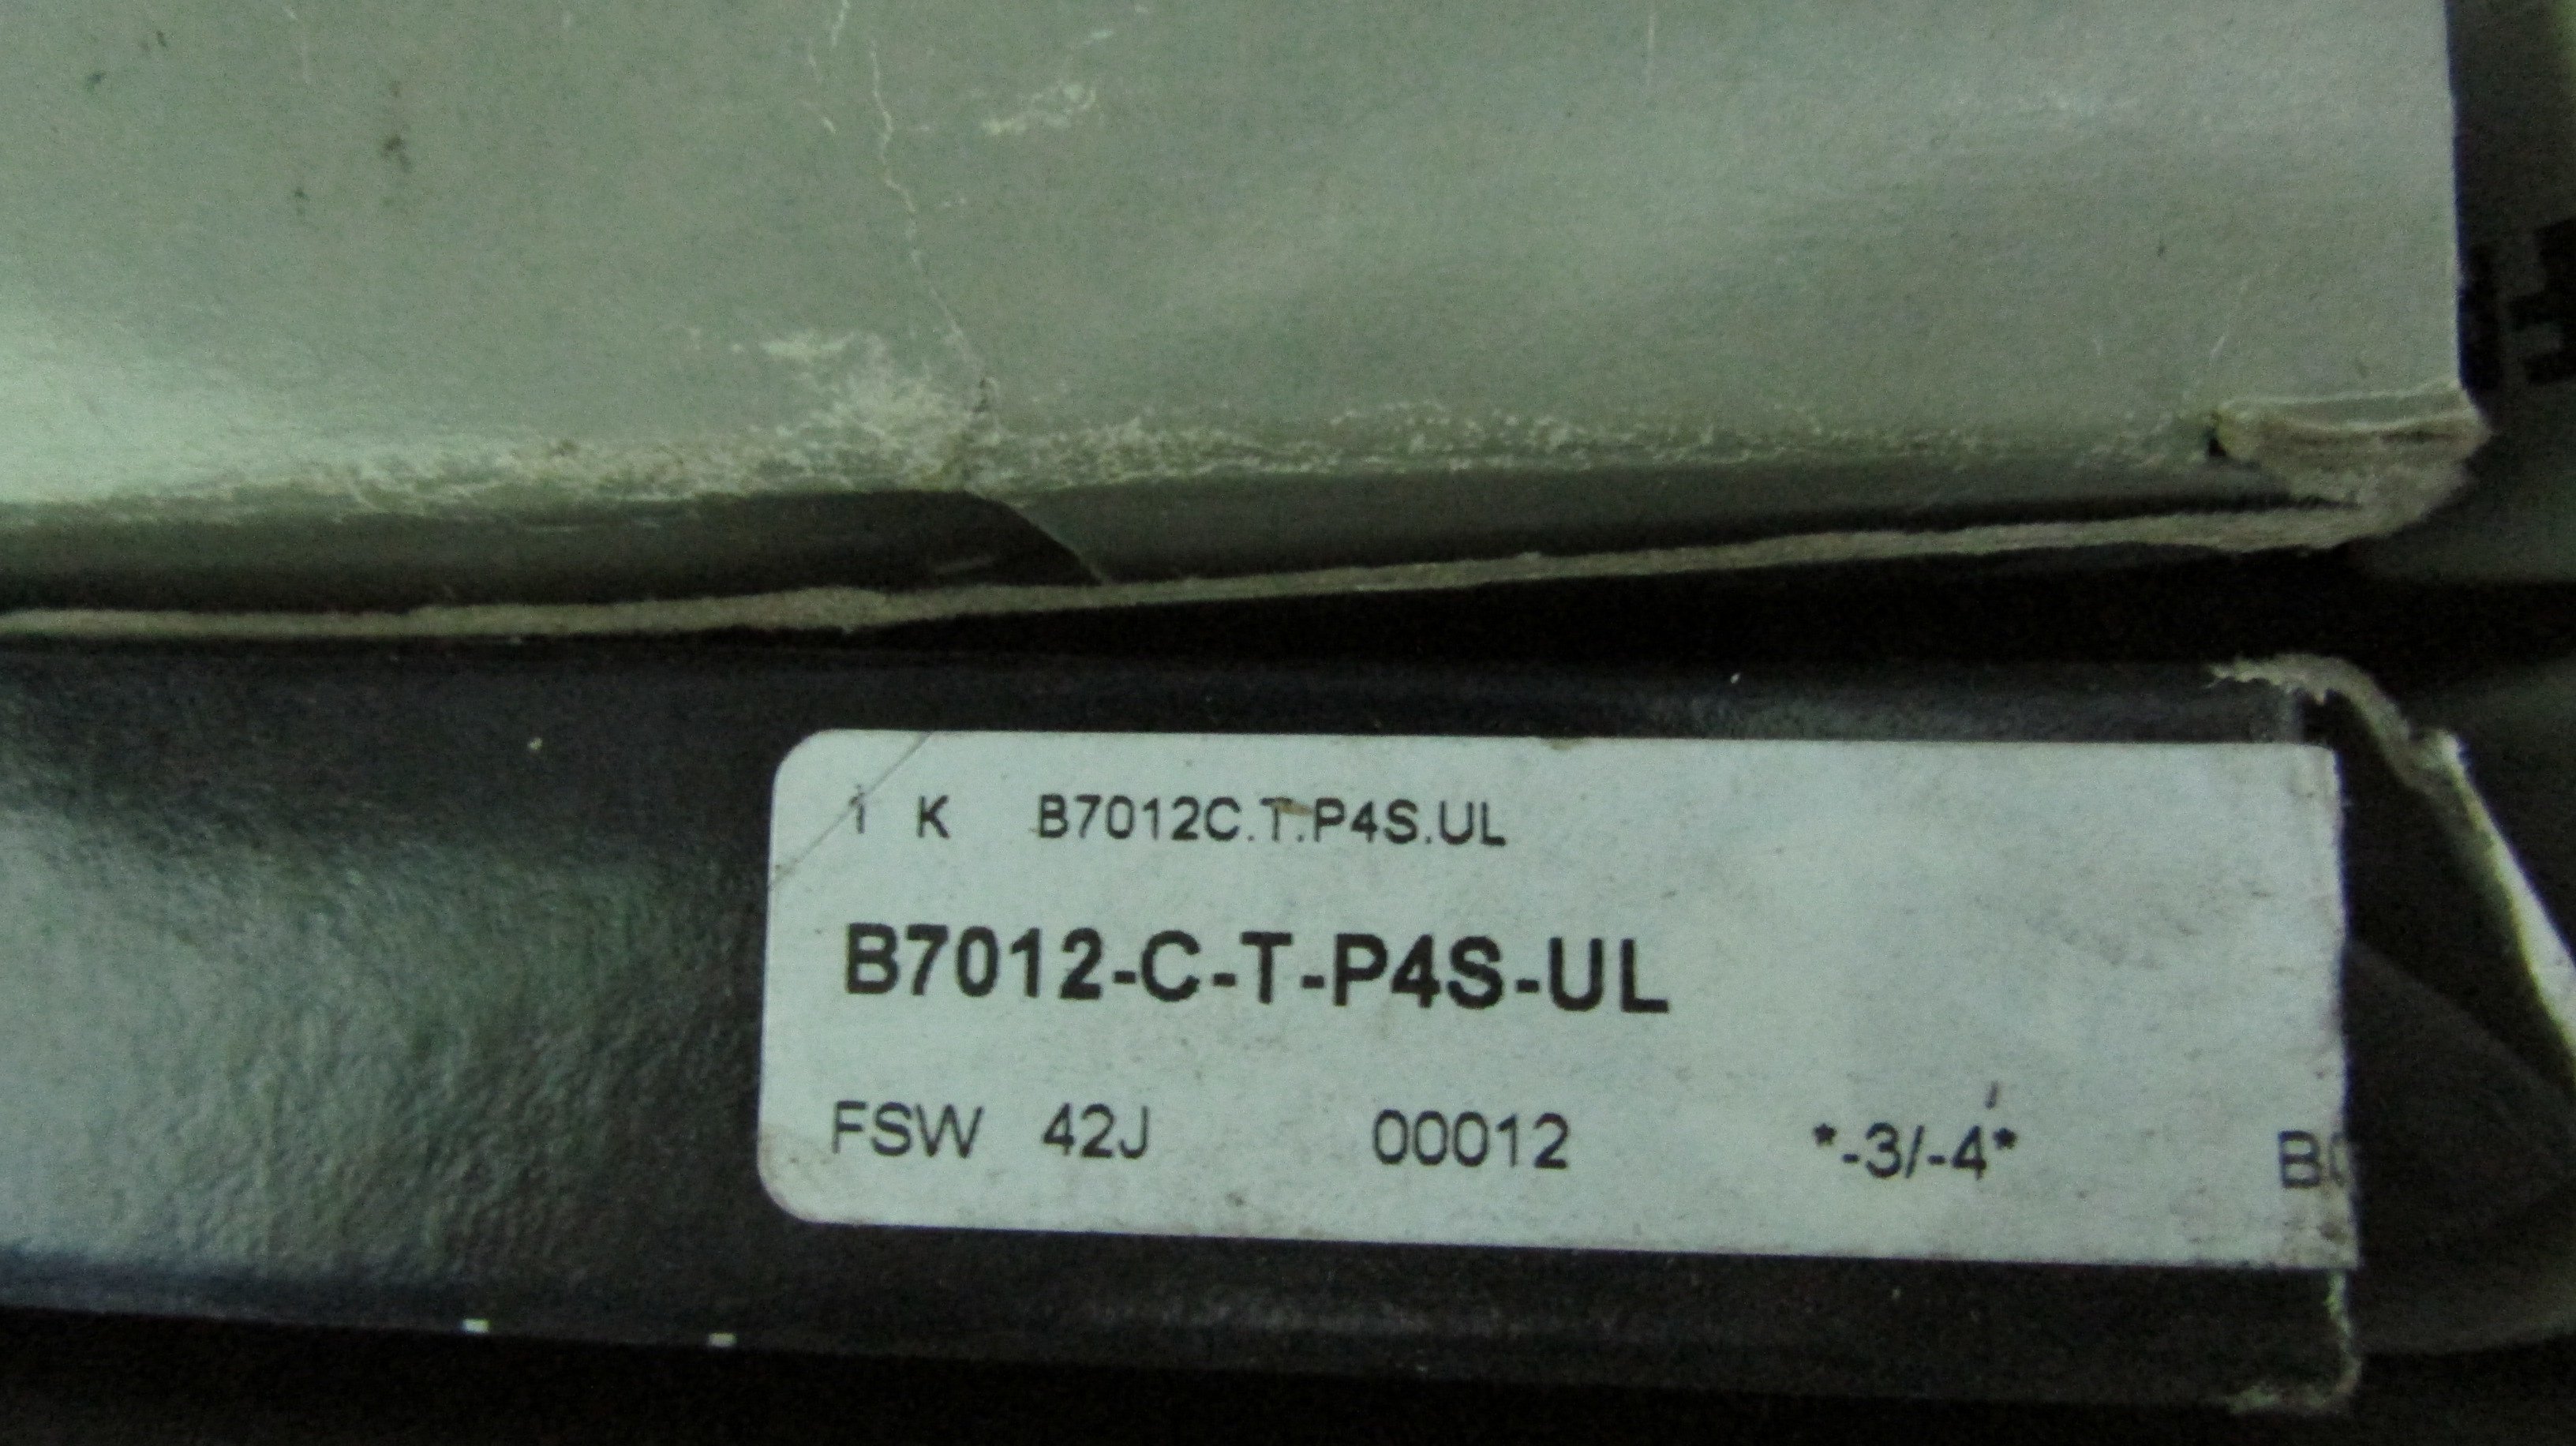 1 K B7012C.T.P4S.UL
B7012-C-T-P4S-UL
FSW 42J 00012 *-3/-4*